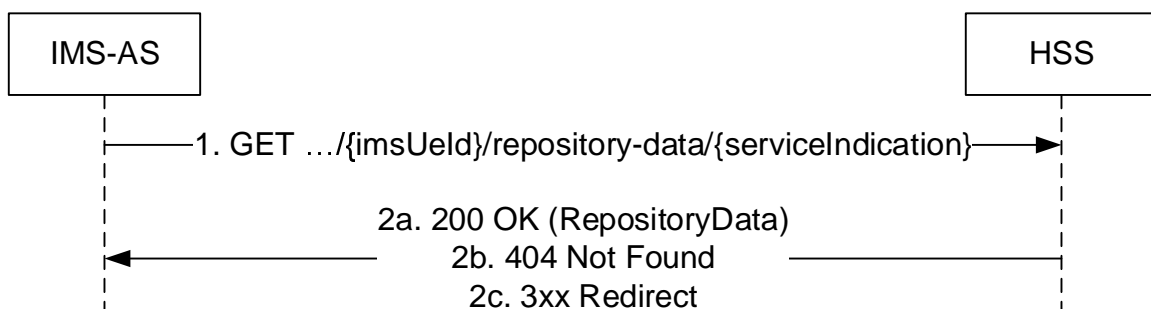 IMS-AS
HSS
1. GET …/{imsUeId}/repository-data/{serviceIndication}
2a. 200 OK (RepositoryData)
2b. 404 Not Found
2c. 3xx Redirect